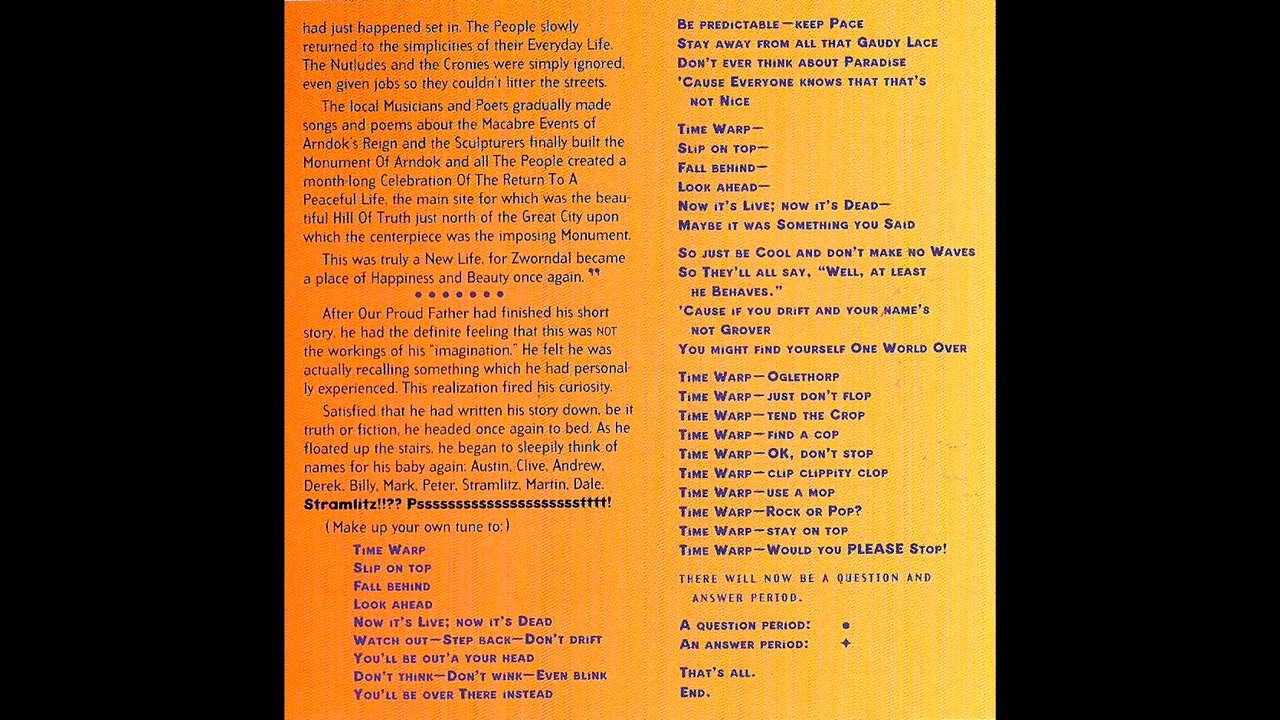 had just happened set in. The People slowly
returned to the simplicities of their Everyday Life.
The Nutludes and the Cronies were simply ignored,
even given jobs so they couldn't litter the streets.
The local Musicians and Poets gradually made
songs and poems about the Macabre Events of
Arndok's Reign and the Sculpturers finally built the
Monument Of Arndok and all The People created a
month-long Celebration Of The Return To A
Peaceful Life, the main site for which was the beau-
tiful Hill Of Truth just north of the Great City upon
which the centerpiece was the imposing Monument.
This was truly a New Life, for Zworndal became
a place of Happiness and Beauty once again.”
• • • • • • •
After Our Proud Father had finished his short
story, he had the definite feeling that this was NOT
the workings of his “imagination.” He felt he was
actually recalling something which he had personal-
ly experienced. This realization fired his curiosity.
Satisfied that he had written his story down, be it
truth or fiction, he headed once again to bed. As he
floated up the stairs, he began to sleepily think of
names for his baby again: Austin, Clive, Andrew,
Derek, Billy, Mark, Peter, Stramlitz, Martin, Dale,
Stramlitz!!?? Psssssssssssssssssssssstttt!
(Make up your own tune to:)
Time Warp
Slip on top
Fall behind
Look ahead
Now it's Live; now it's Dead
Watch out—Step back—Don't drift
You'll be out'a your head
Don't think—Don't wink—Even blink
You'll be over There instead
Be predictable—keep Pace
Stay away from all that Gaudy Lace
Don't ever think about Paradise
'Cause Everyone knows that that's
not Nice
Time Warp—
Slip on top—
Fall behind—
Look ahead—
Now it's Live; now it's Dead—
Maybe it was Something you Said
So just be Cool and don't make no Waves
So They'll all say, “Well, at least
he Behaves.”
'Cause if you drift and your name's
not Grover
You might find yourself One World Over
Time Warp—Oglethorp
Time Warp—just don't flop
Time Warp—tend the Crop
Time Warp—find a cop
Time Warp—OK, don't stop
Time Warp—clip clippity clop
Time Warp—use a mop
Time Warp—Rock or Pop?
Time Warp—stay on top
Time Warp—Would you PLEASE Stop!
THERE WILL NOW BE A QUESTION AND
ANSWER PERIOD.
A question period: •
An answer period: ✦
That's all.
End.